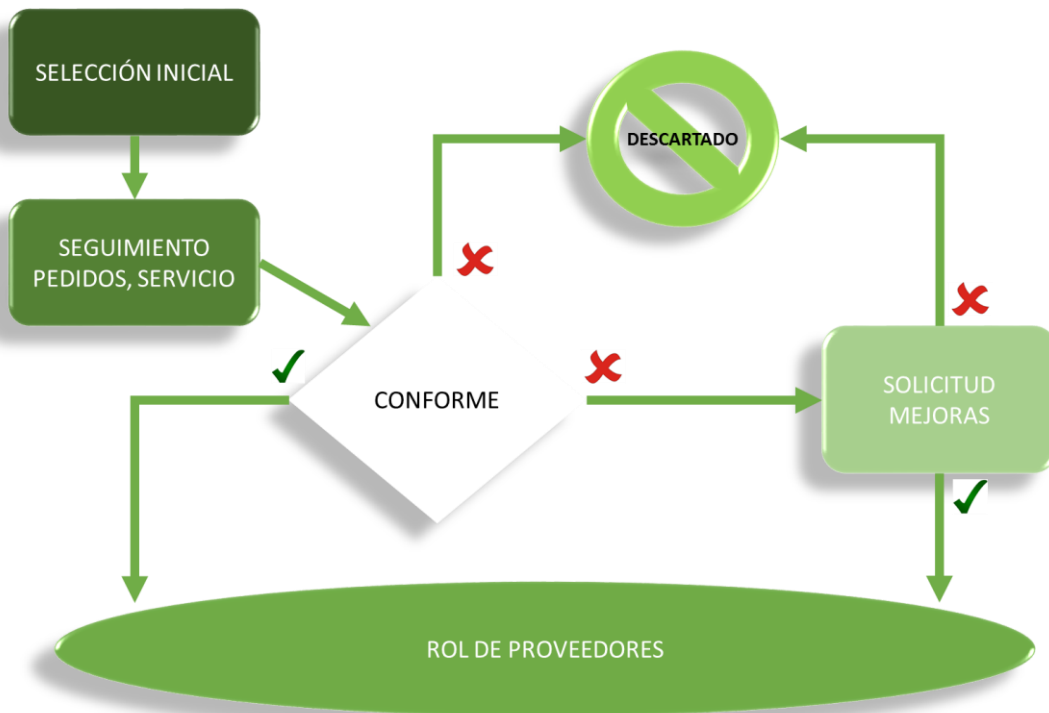 SELECCIÓN INICIAL
DESCARTADO
SEGUIMIENTO
PEDIDOS, SERVICIO
CONFORME
SOLICITUD
MEJORAS
ROL DE PROVEEDORES